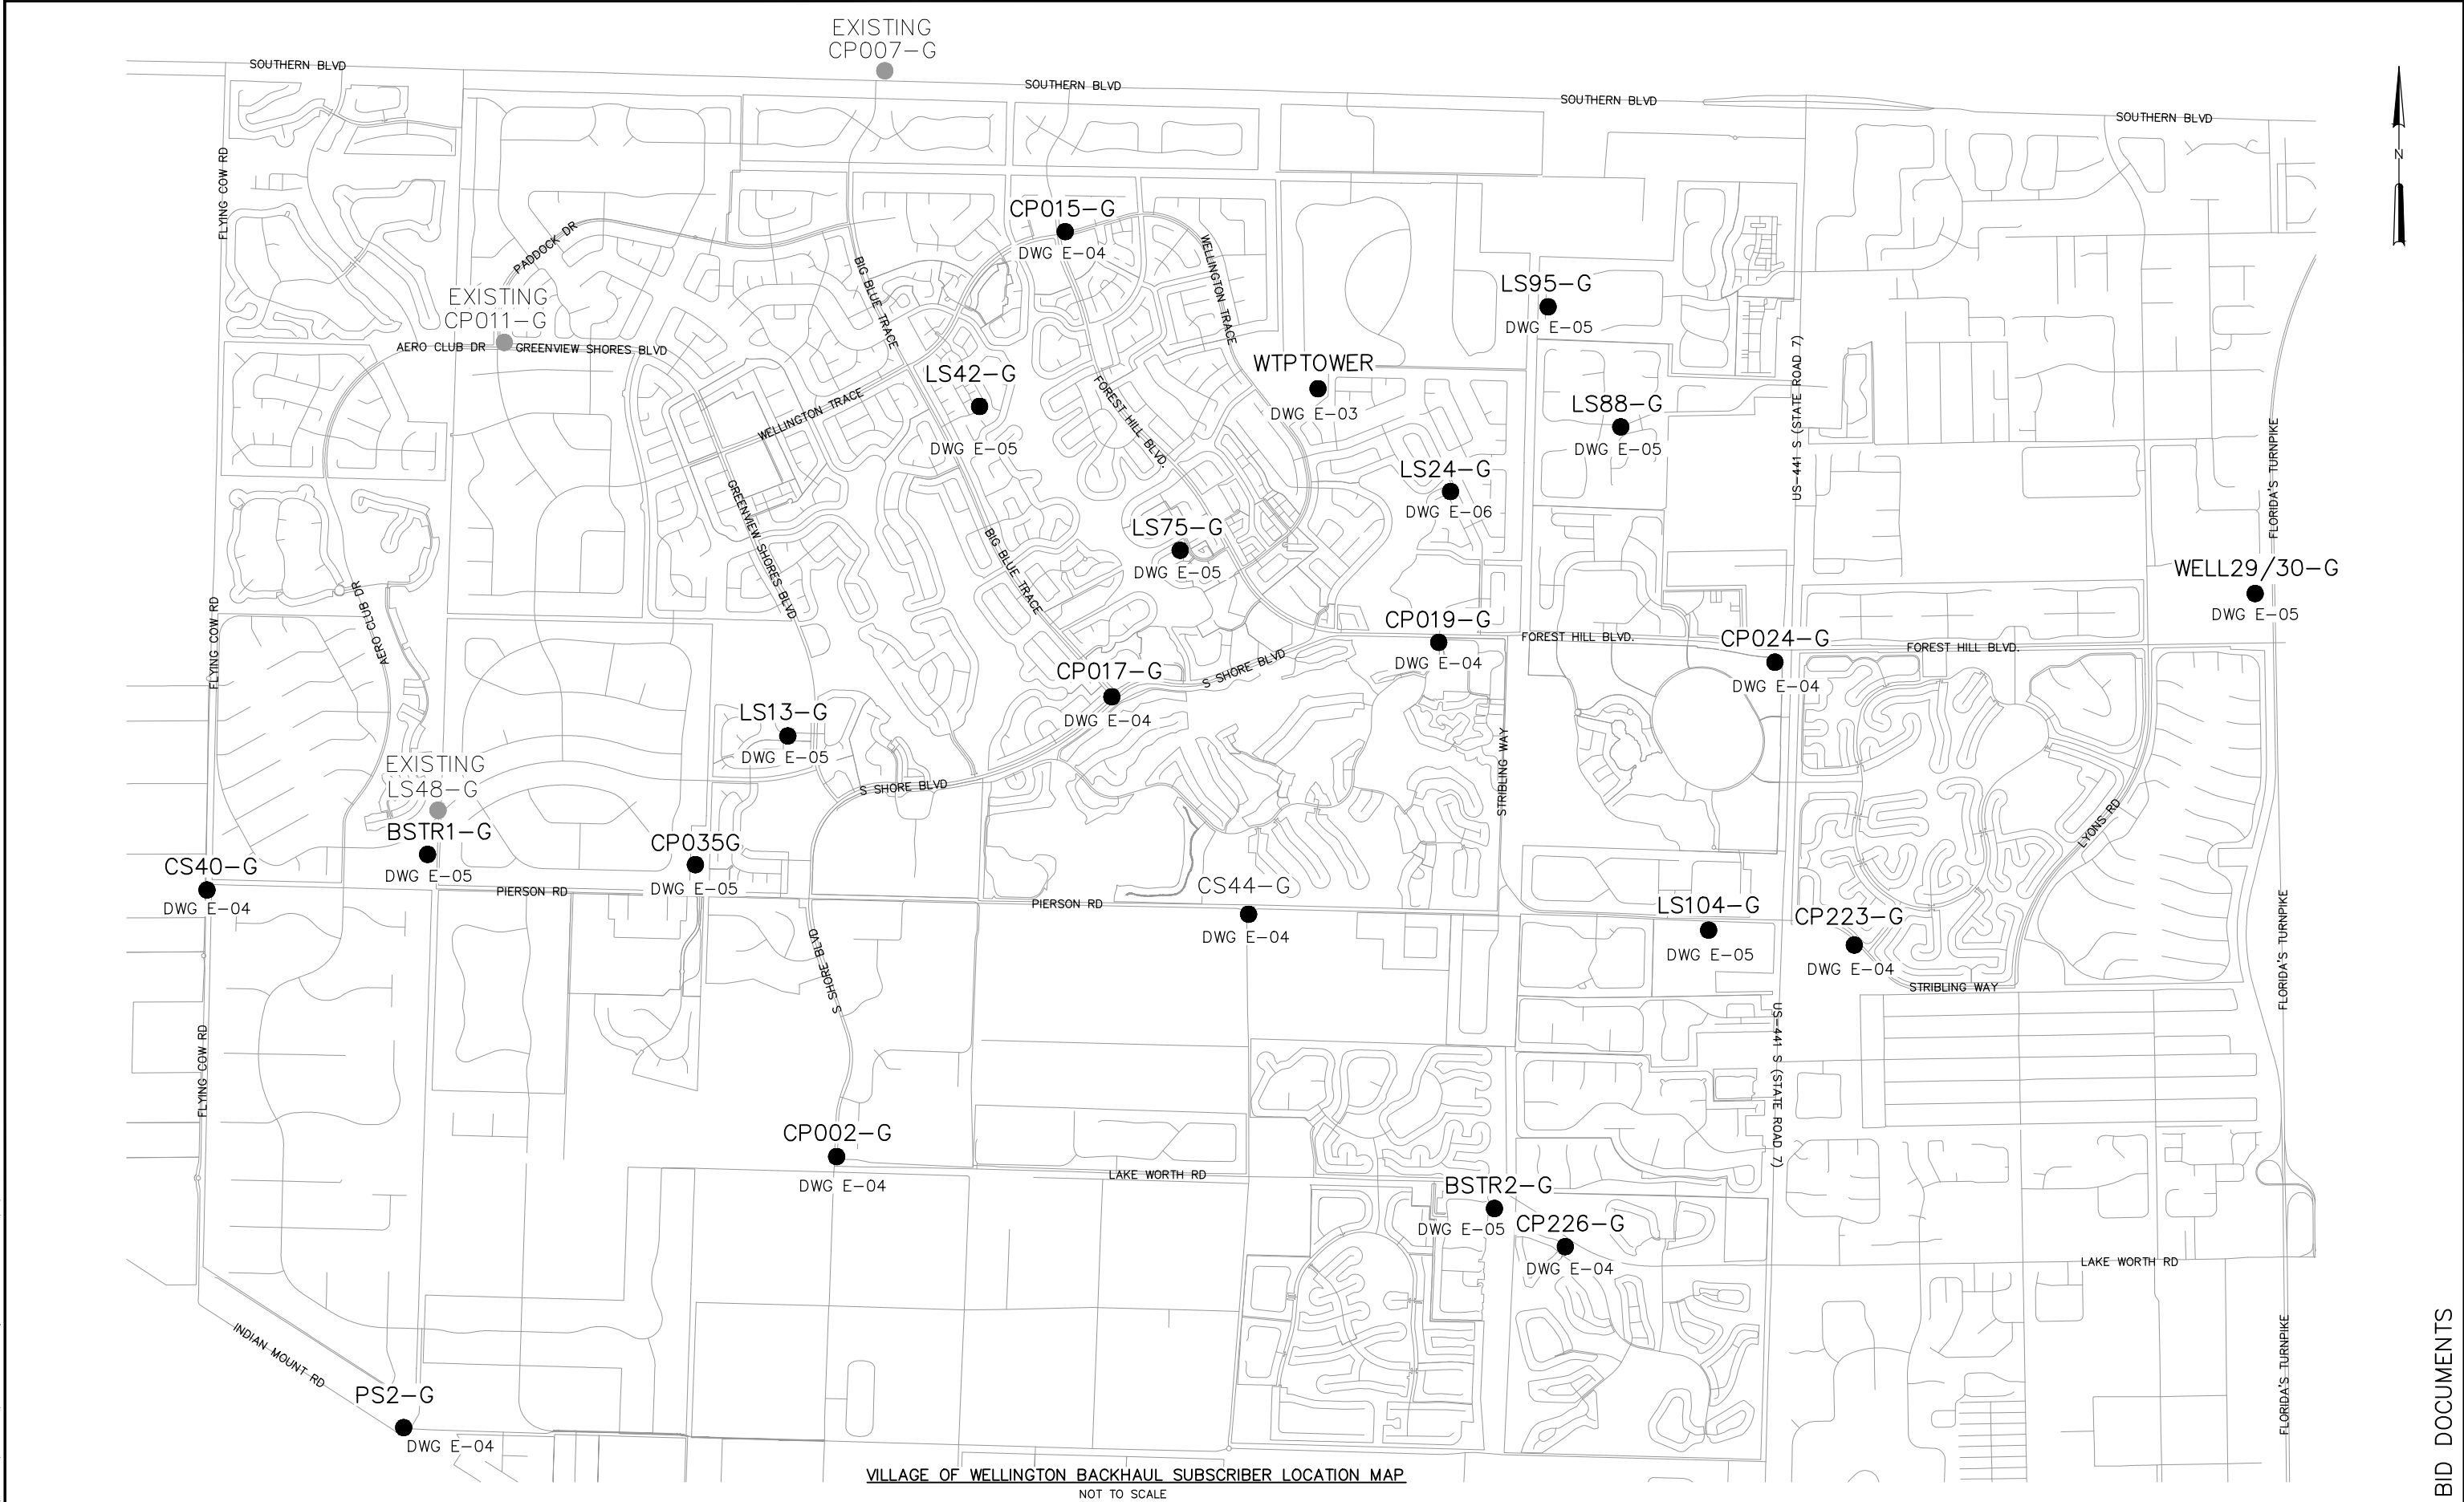 EXISTING
CP007-G
SOUTHERN BLVD
SOUTHERN BLVD
SOUTHERN BLVD
SOUTHERN BLVD
N
FLYING COW RD
PADDOCK DR
CP015-G
DWG E-04
WELLINGTON TRACE
BIG BLUE TRACE
EXISTING
CP011-G
AERO CLUB DR
GREENVIEW SHORES BLVD
LS95-G
DWG E-05
WTPTOWER
DWG E-03
LS42-G
DWG E-05
WELLINGTON TRACE
FOREST HILL BLVD.
LS88-G
DWG E-05
US-441 S (STATE ROAD 7)
FLORIDA'S TURNPIKE
LS24-G
DWG E-06
GREENVIEW SHORES BLVD
LS75-G
DWG E-05
BIG BLUE TRACE
WELL29/30-G
DWG E-05
AERO CLUB DR
FLYING COW RD
CP019-G
DWG E-04
FOREST HILL BLVD.
CP024-G
DWG E-04
FOREST HILL BLVD.
S SHORE BLVD
CP017-G
DWG E-04
LS13-G
DWG E-05
STRIBLING WAY
S SHORE BLVD
EXISTING
LS48-G
BSTR1-G
DWG E-05
CP035G
DWG E-05
LYONS RD
CS40-G
DWG E-04
PIERSON RD
CS44-G
DWG E-04
PIERSON RD
LS104-G
DWG E-05
CP223-G
DWG E-04
STRIBLING WAY
FLORIDA'S TURNPIKE
S SHORE BLVD
FLYING COW RD
US-441 S (STATE ROAD 7)
CP002-G
DWG E-04
LAKE WORTH RD
BSTR2-G
DWG E-05
CP226-G
DWG E-04
LAKE WORTH RD
INDIAN MOUNT RD
FLORIDA'S TURNPIKE
PS2-G
DWG E-04
VILLAGE OF WELLINGTON BACKHAUL SUBSCRIBER LOCATION MAP
NOT TO SCALE
BID DOCUMENTS